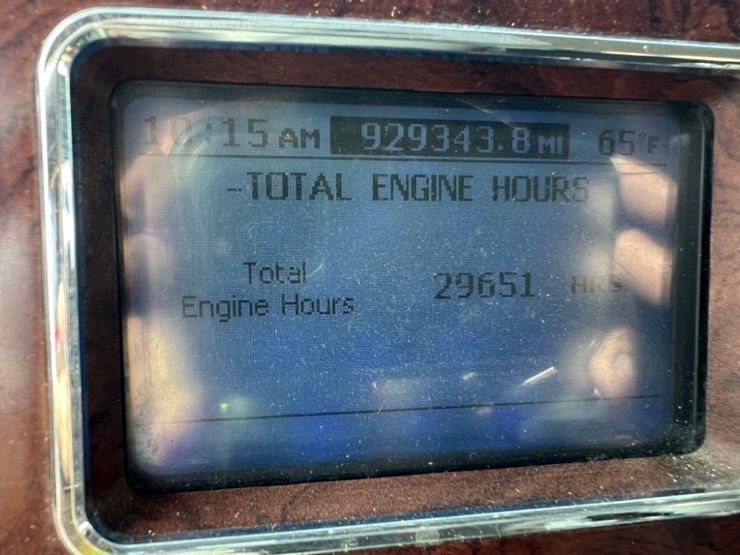 10:15 AM 929343.8 MI 65°F
-TOTAL ENGINE HOURS
Total
Engine Hours 29651 HRS